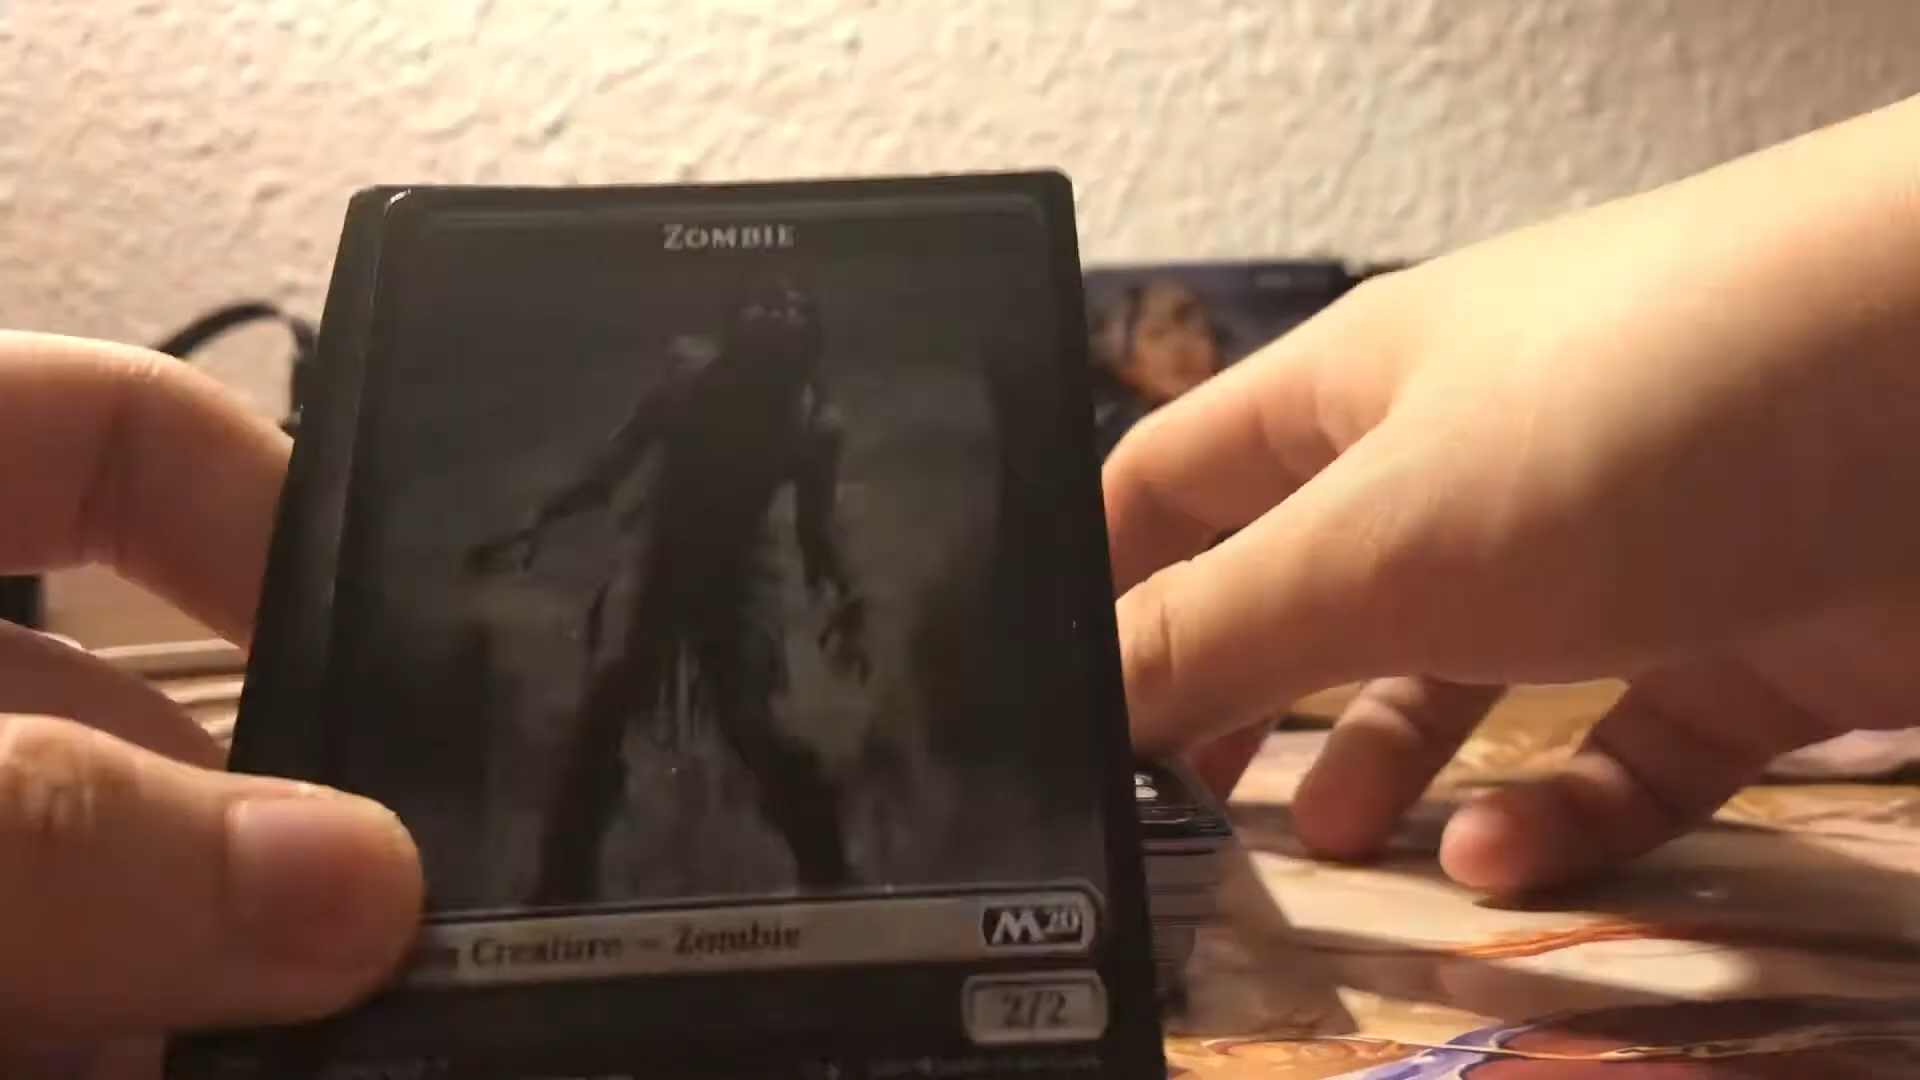 ZOMBIE
Creature — Zombie
M20
2/2